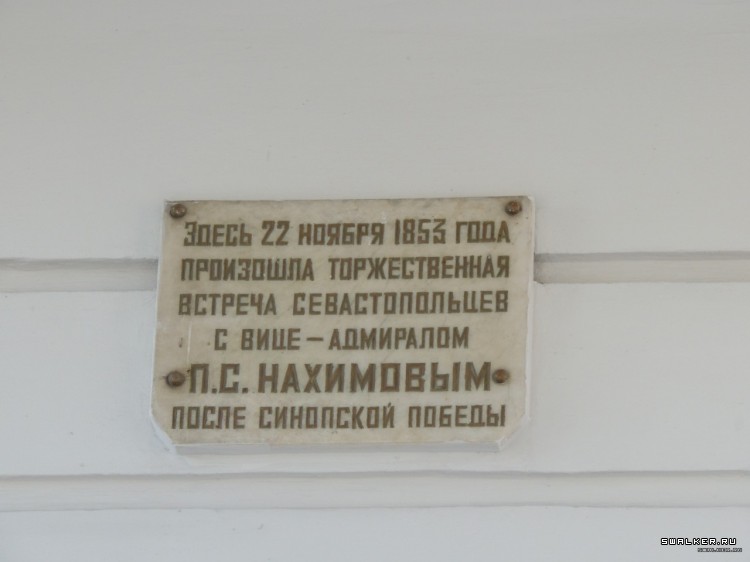 Здесь 22 ноября 1853 года
произошла торжественная
встреча севастопольцев
с вице – адмиралом
П.С. НАХИМОВЫМ
после Синопской победы
SWALKER.RU